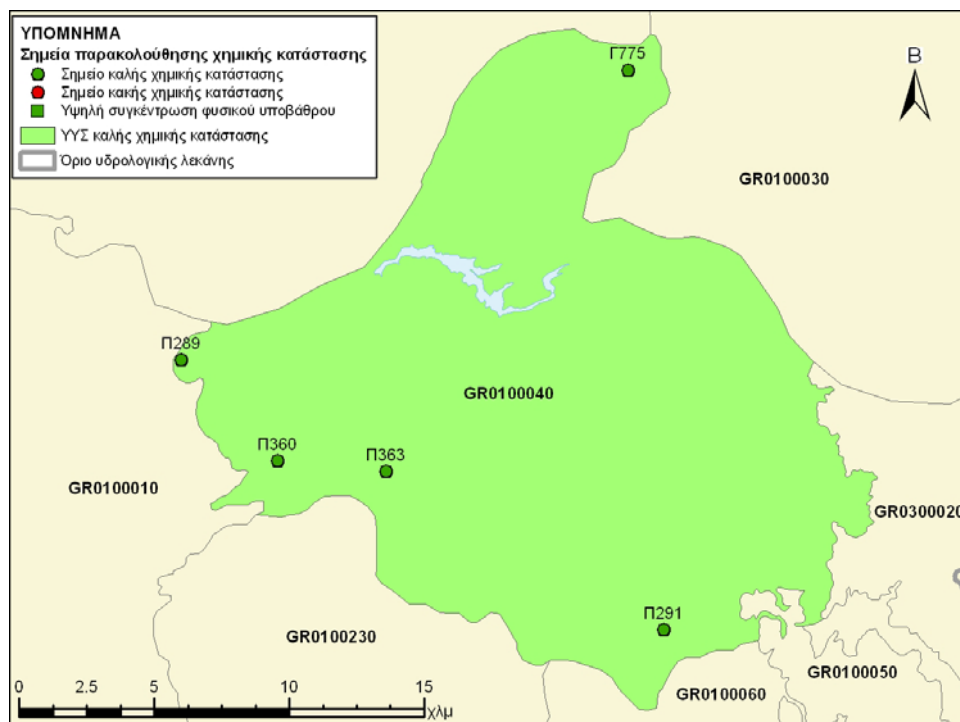 ΥΠΟΜΝΗΜΑ
Σημεία παρακολούθησης χημικής κατάστασης
Σημείο καλής χημικής κατάστασης
Σημείο κακής χημικής κατάστασης
Υψηλή συγκέντρωση φυσικού υποβάθρου
ΥΥΣ καλής χημικής κατάστασης
Όριο υδρολογικής λεκάνης
Γ775
Β
GR0100030
Π289
GR0100040
Π360
Π363
GR0100010
GR0300020
Π291
GR0100230
GR0100050
GR0100060
0 2.5 5 10 15
χλμ